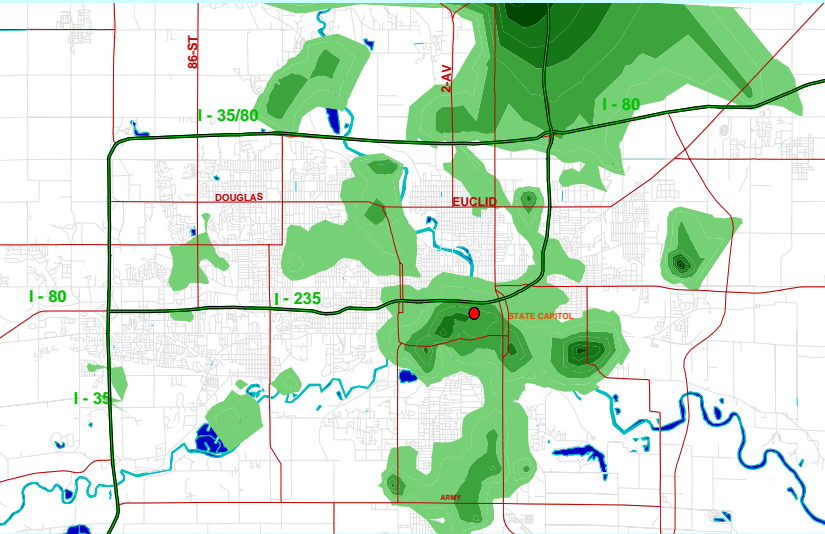 86-ST
2-AV
I - 80
I - 35/80
DOUGLAS
EUCLID
I - 80
I - 235
STATE CAPITOL
I - 35
ARMY